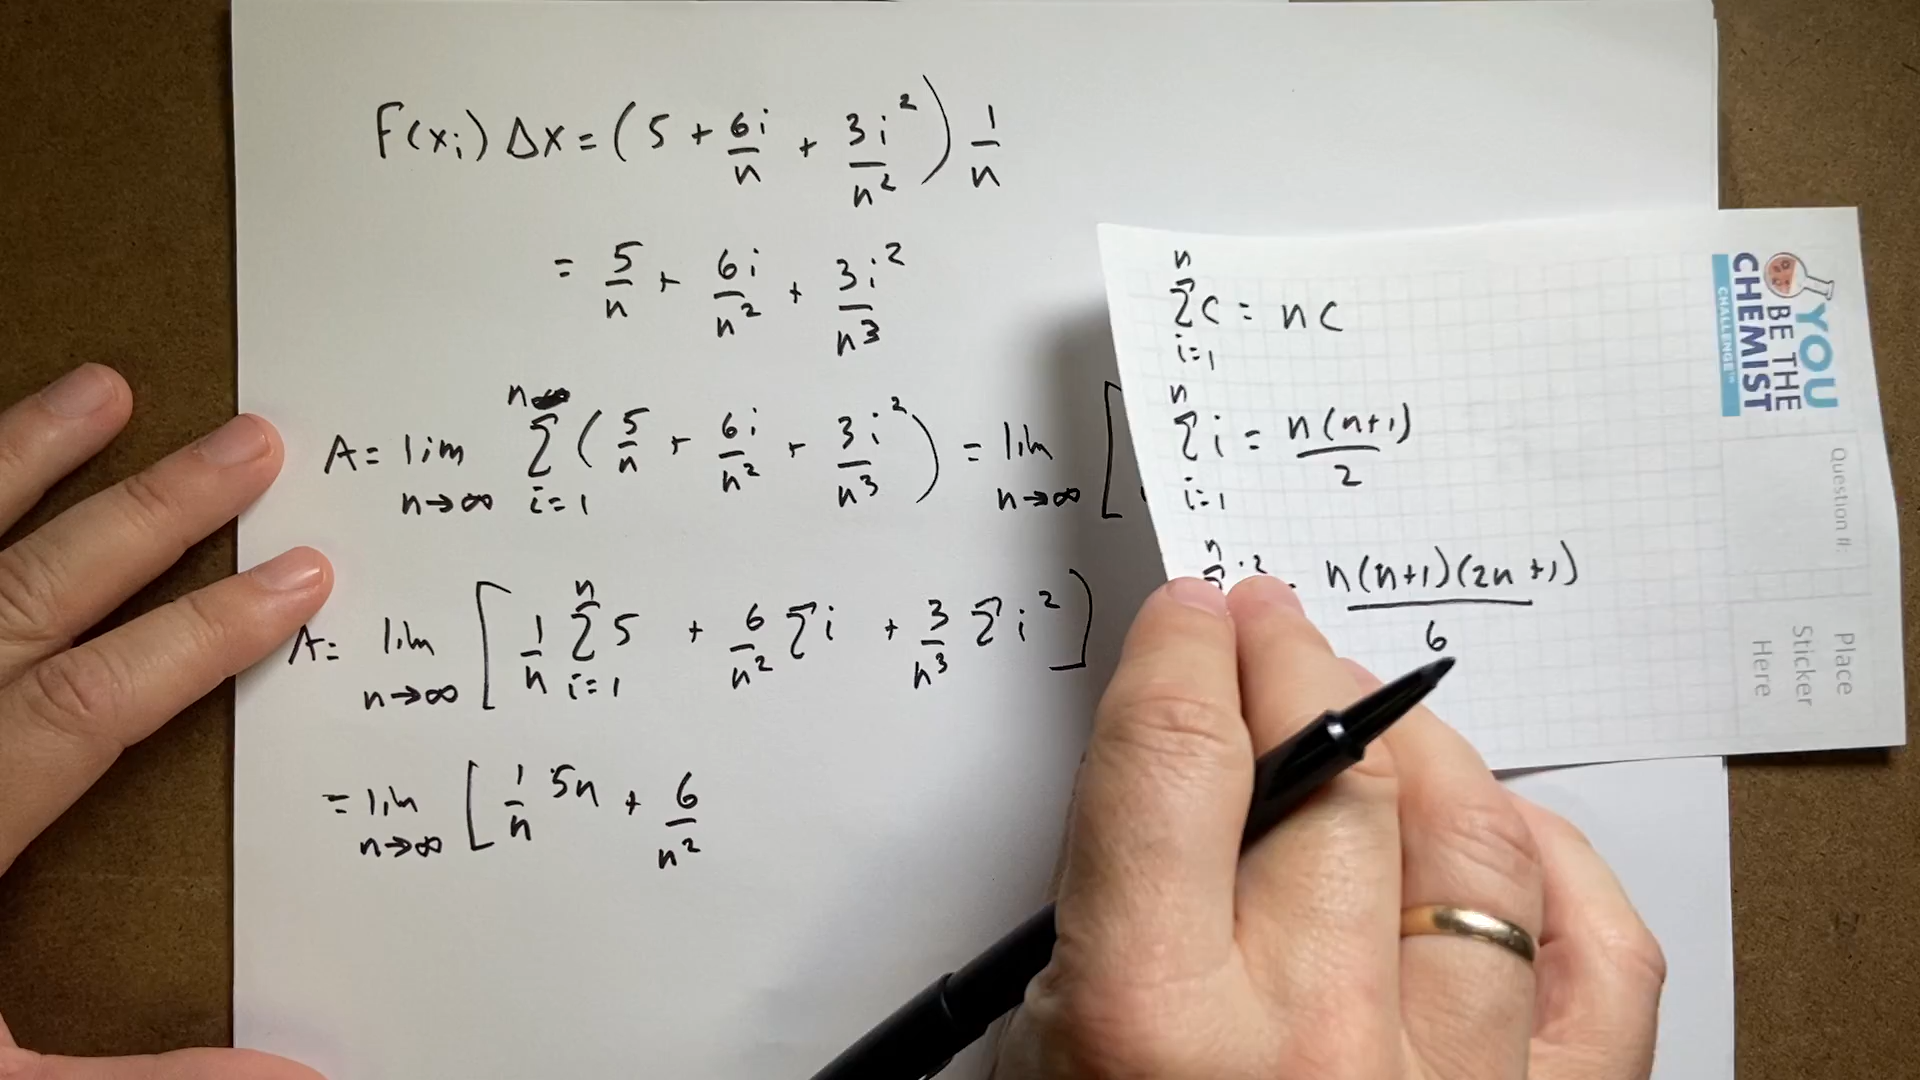 F(xᵢ) Δx = (5 + 6i/n + 3i²/n²) 1/n
= 5/n + 6i/n² + 3i²/n³
A = lim n→∞ n Σ i=1 (5/n + 6i/n² + 3i²/n³) = lim n→∞ [
A = lim n→∞ [1/n n Σ i=1 5 + 6/n² Σi + 3/n³ Σi²]
= lim n→∞ [1/n 5n + 6/n²
n Σ i=1 c = nc
n Σ i=1 i = n(n+1)/2
n(n+1)(2n+1)/6
YOU
BE THE
CHEMIST
CHALLENGE™
Question #:
Place
Sticker
Here